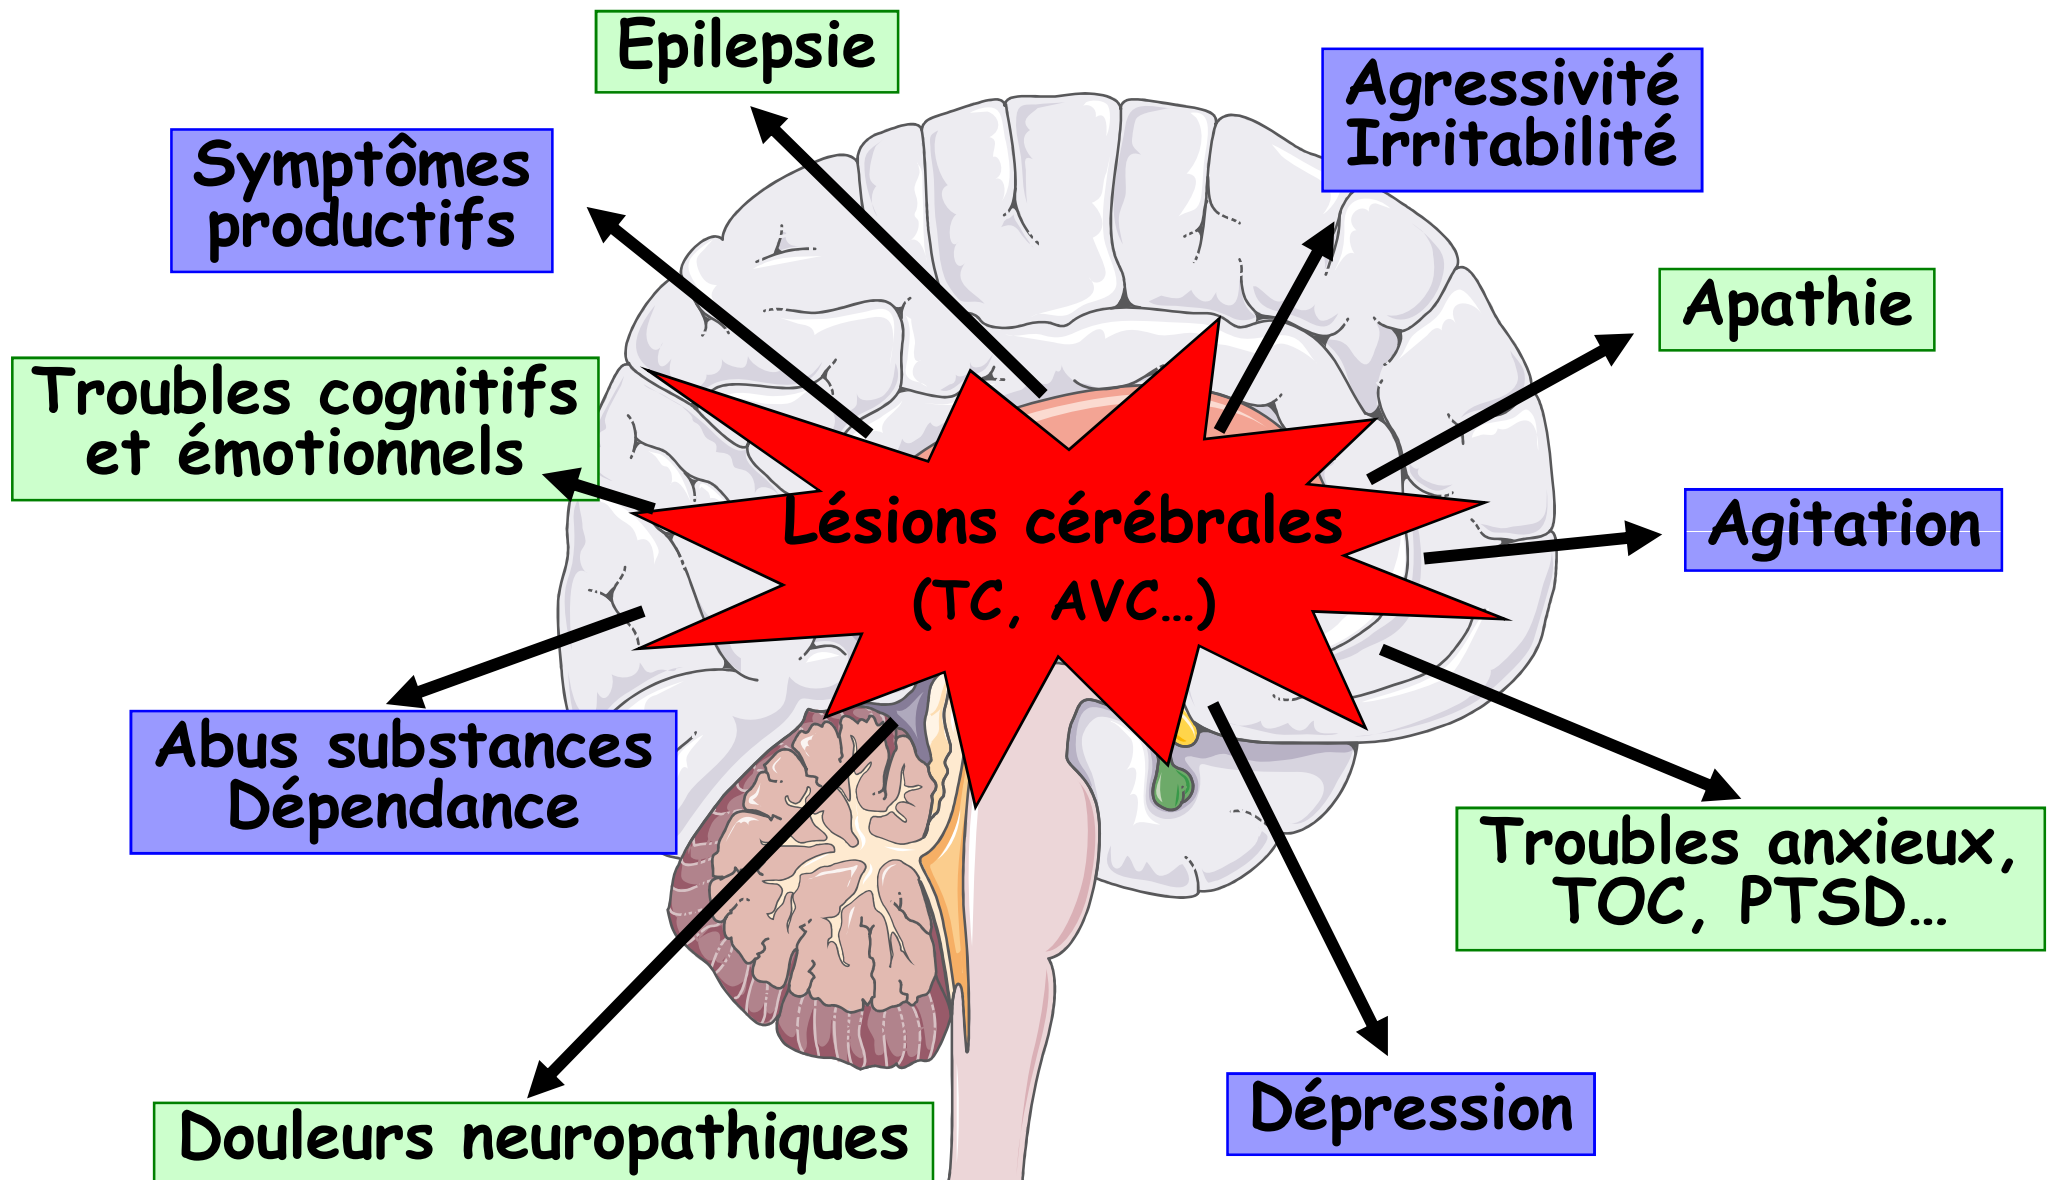 Epilepsie
Agressivité
Irritabilité
Symptômes
productifs
Apathie
Troubles cognitifs
et émotionnels
Lésions cérébrales
(TC, AVC…)
Agitation
Abus substances
Dépendance
Troubles anxieux,
TOC, PTSD…
Dépression
Douleurs neuropathiques